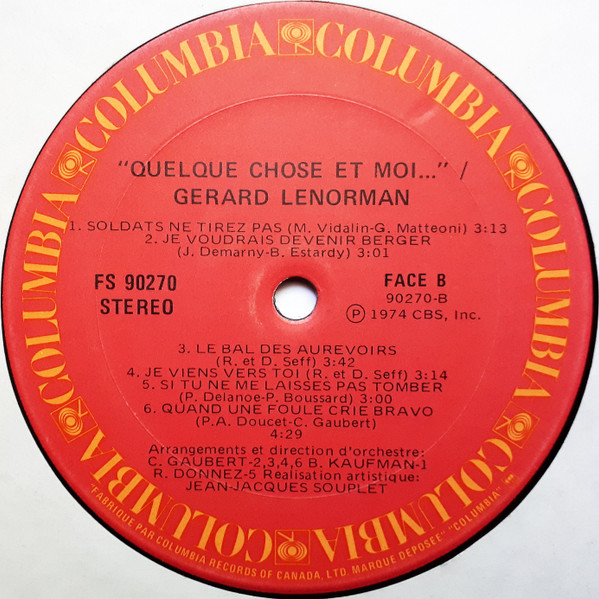 COLUMBIA COLUMBIA COLUMBIA COLUMBIA COLUMBIA COLUMBIA
"QUELQUE CHOSE ET MOI..." /
GERARD LENORMAN
1. SOLDATS NE TIREZ PAS (M. Vidalin-G. Matteoni) 3:13
2. JE VOUDRAIS DEVENIR BERGER
(J. Demarny-B. Estardy) 3:01
FS 90270
STEREO
FACE B
90270-B
Ⓟ 1974 CBS, Inc.
3. LE BAL DES AUREVOIRS
(R. et D. Seff) 3:42
4. JE VIENS VERS TOI (R. et D. Seff) 3:14
5. SI TU NE ME LAISSES PAS TOMBER
(P. Delanoe-P. Boussard) 3:00
6. QUAND UNE FOULE CRIE BRAVO
(P.A. Doucet-C. Gaubert)
4:29
Arrangements et direction d'orchestre:
C. GAUBERT-2,3,4,6 B. KAUFMAN-1
R. DONNEZ-5 Réalisation artistique:
JEAN-JACQUES SOUPLET
"FABRIQUE PAR COLUMBIA RECORDS OF CANADA, LTD. MARQUE DEPOSEE" "COLUMBIA"